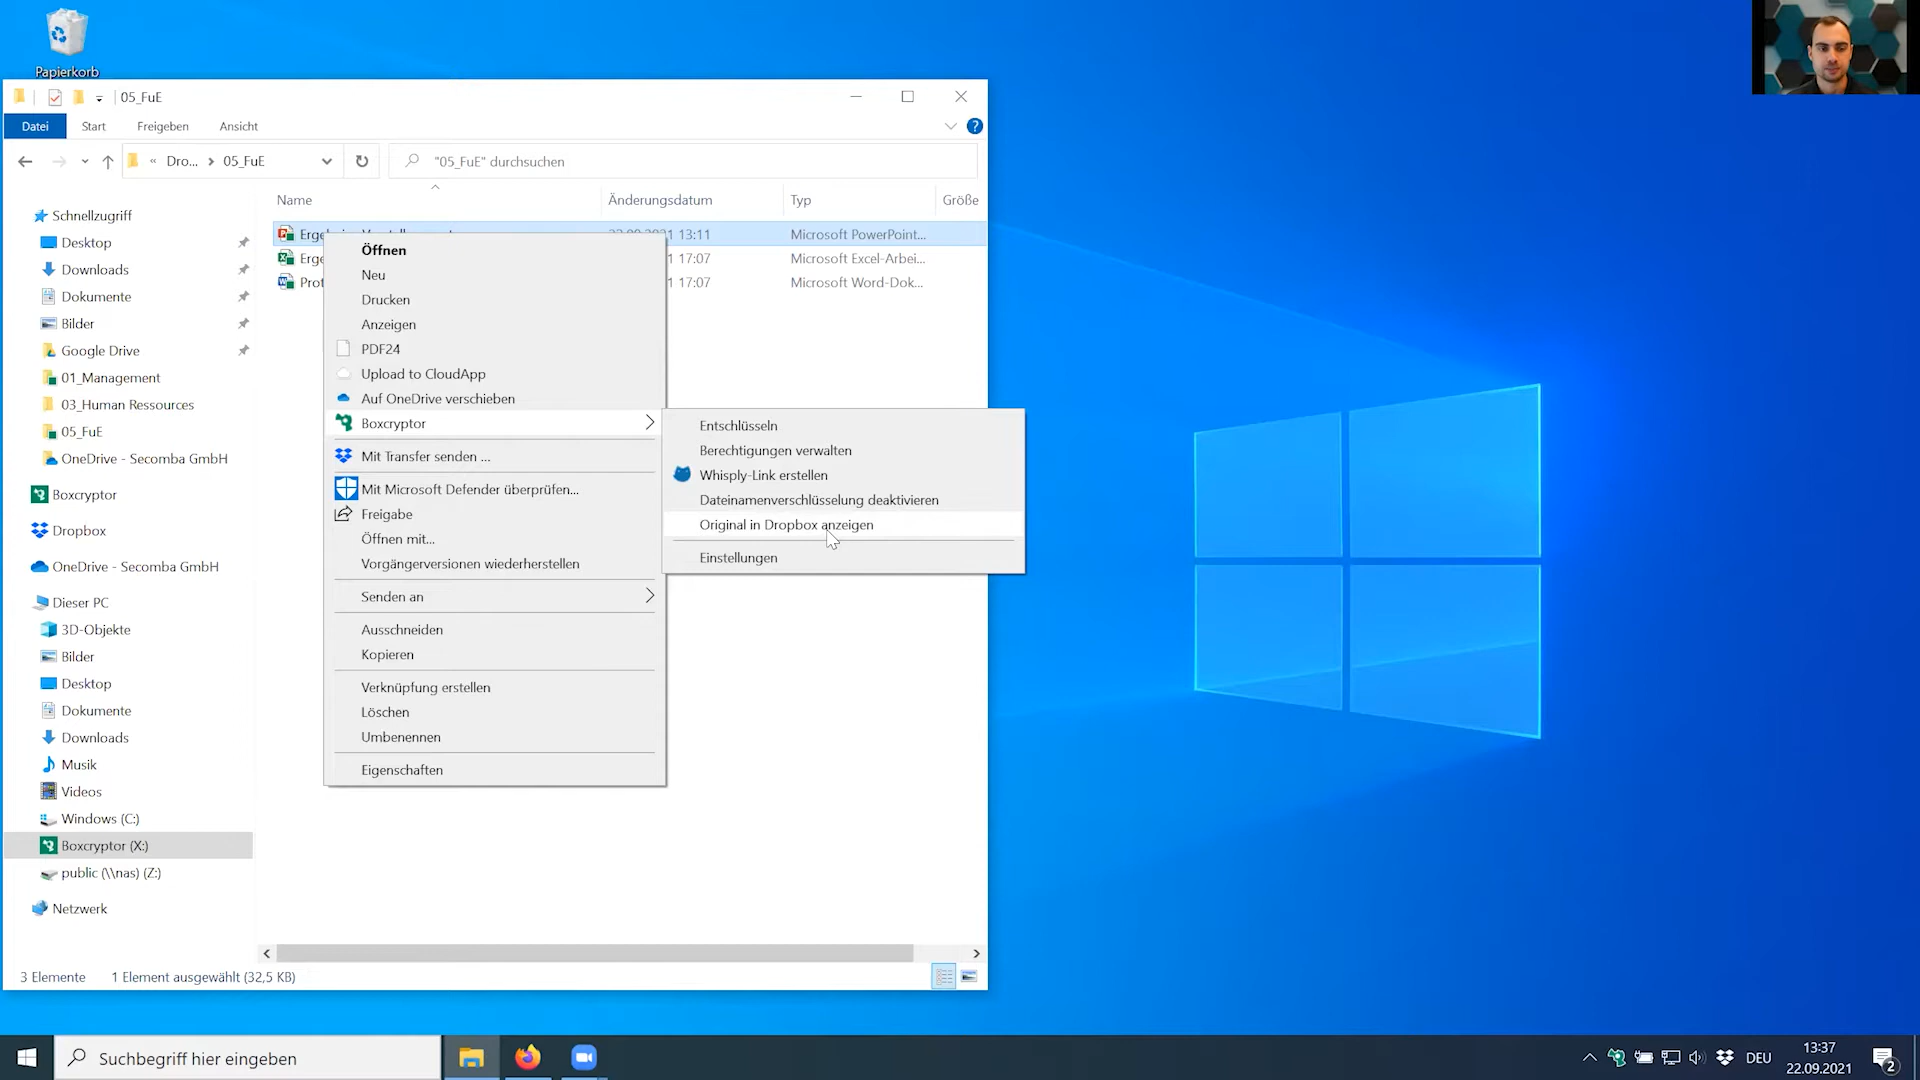 Papierkorb
05_FuE
Datei Start Freigeben Ansicht
« Dro... 05_FuE "05_FuE" durchsuchen
Name Änderungsdatum Typ Größe
13:11 Microsoft PowerPoint...
Erge 1 17:07 Microsoft Excel-Arbei...
Prot 1 17:07 Microsoft Word-Dok...
Schnellzugriff
Desktop
Downloads
Dokumente
Bilder
Google Drive
01_Management
03_Human Ressources
05_FuE
OneDrive - Secomba GmbH
Boxcryptor
Dropbox
OneDrive - Secomba GmbH
Dieser PC
3D-Objekte
Bilder
Desktop
Dokumente
Downloads
Musik
Videos
Windows (C:)
Boxcryptor (X:)
public (\\nas) (Z:)
Netzwerk
Öffnen
Neu
Drucken
Anzeigen
PDF24
Upload to CloudApp
Auf OneDrive verschieben
Boxcryptor
Mit Transfer senden ...
Mit Microsoft Defender überprüfen...
Freigabe
Öffnen mit...
Vorgängerversionen wiederherstellen
Senden an
Ausschneiden
Kopieren
Verknüpfung erstellen
Löschen
Umbenennen
Eigenschaften
Entschlüsseln
Berechtigungen verwalten
Whisply-Link erstellen
Dateinamenverschlüsselung deaktivieren
Original in Dropbox anzeigen
Einstellungen
3 Elemente 1 Element ausgewählt (32,5 KB)
Suchbegriff hier eingeben
DEU
13:37
22.09.2021
2